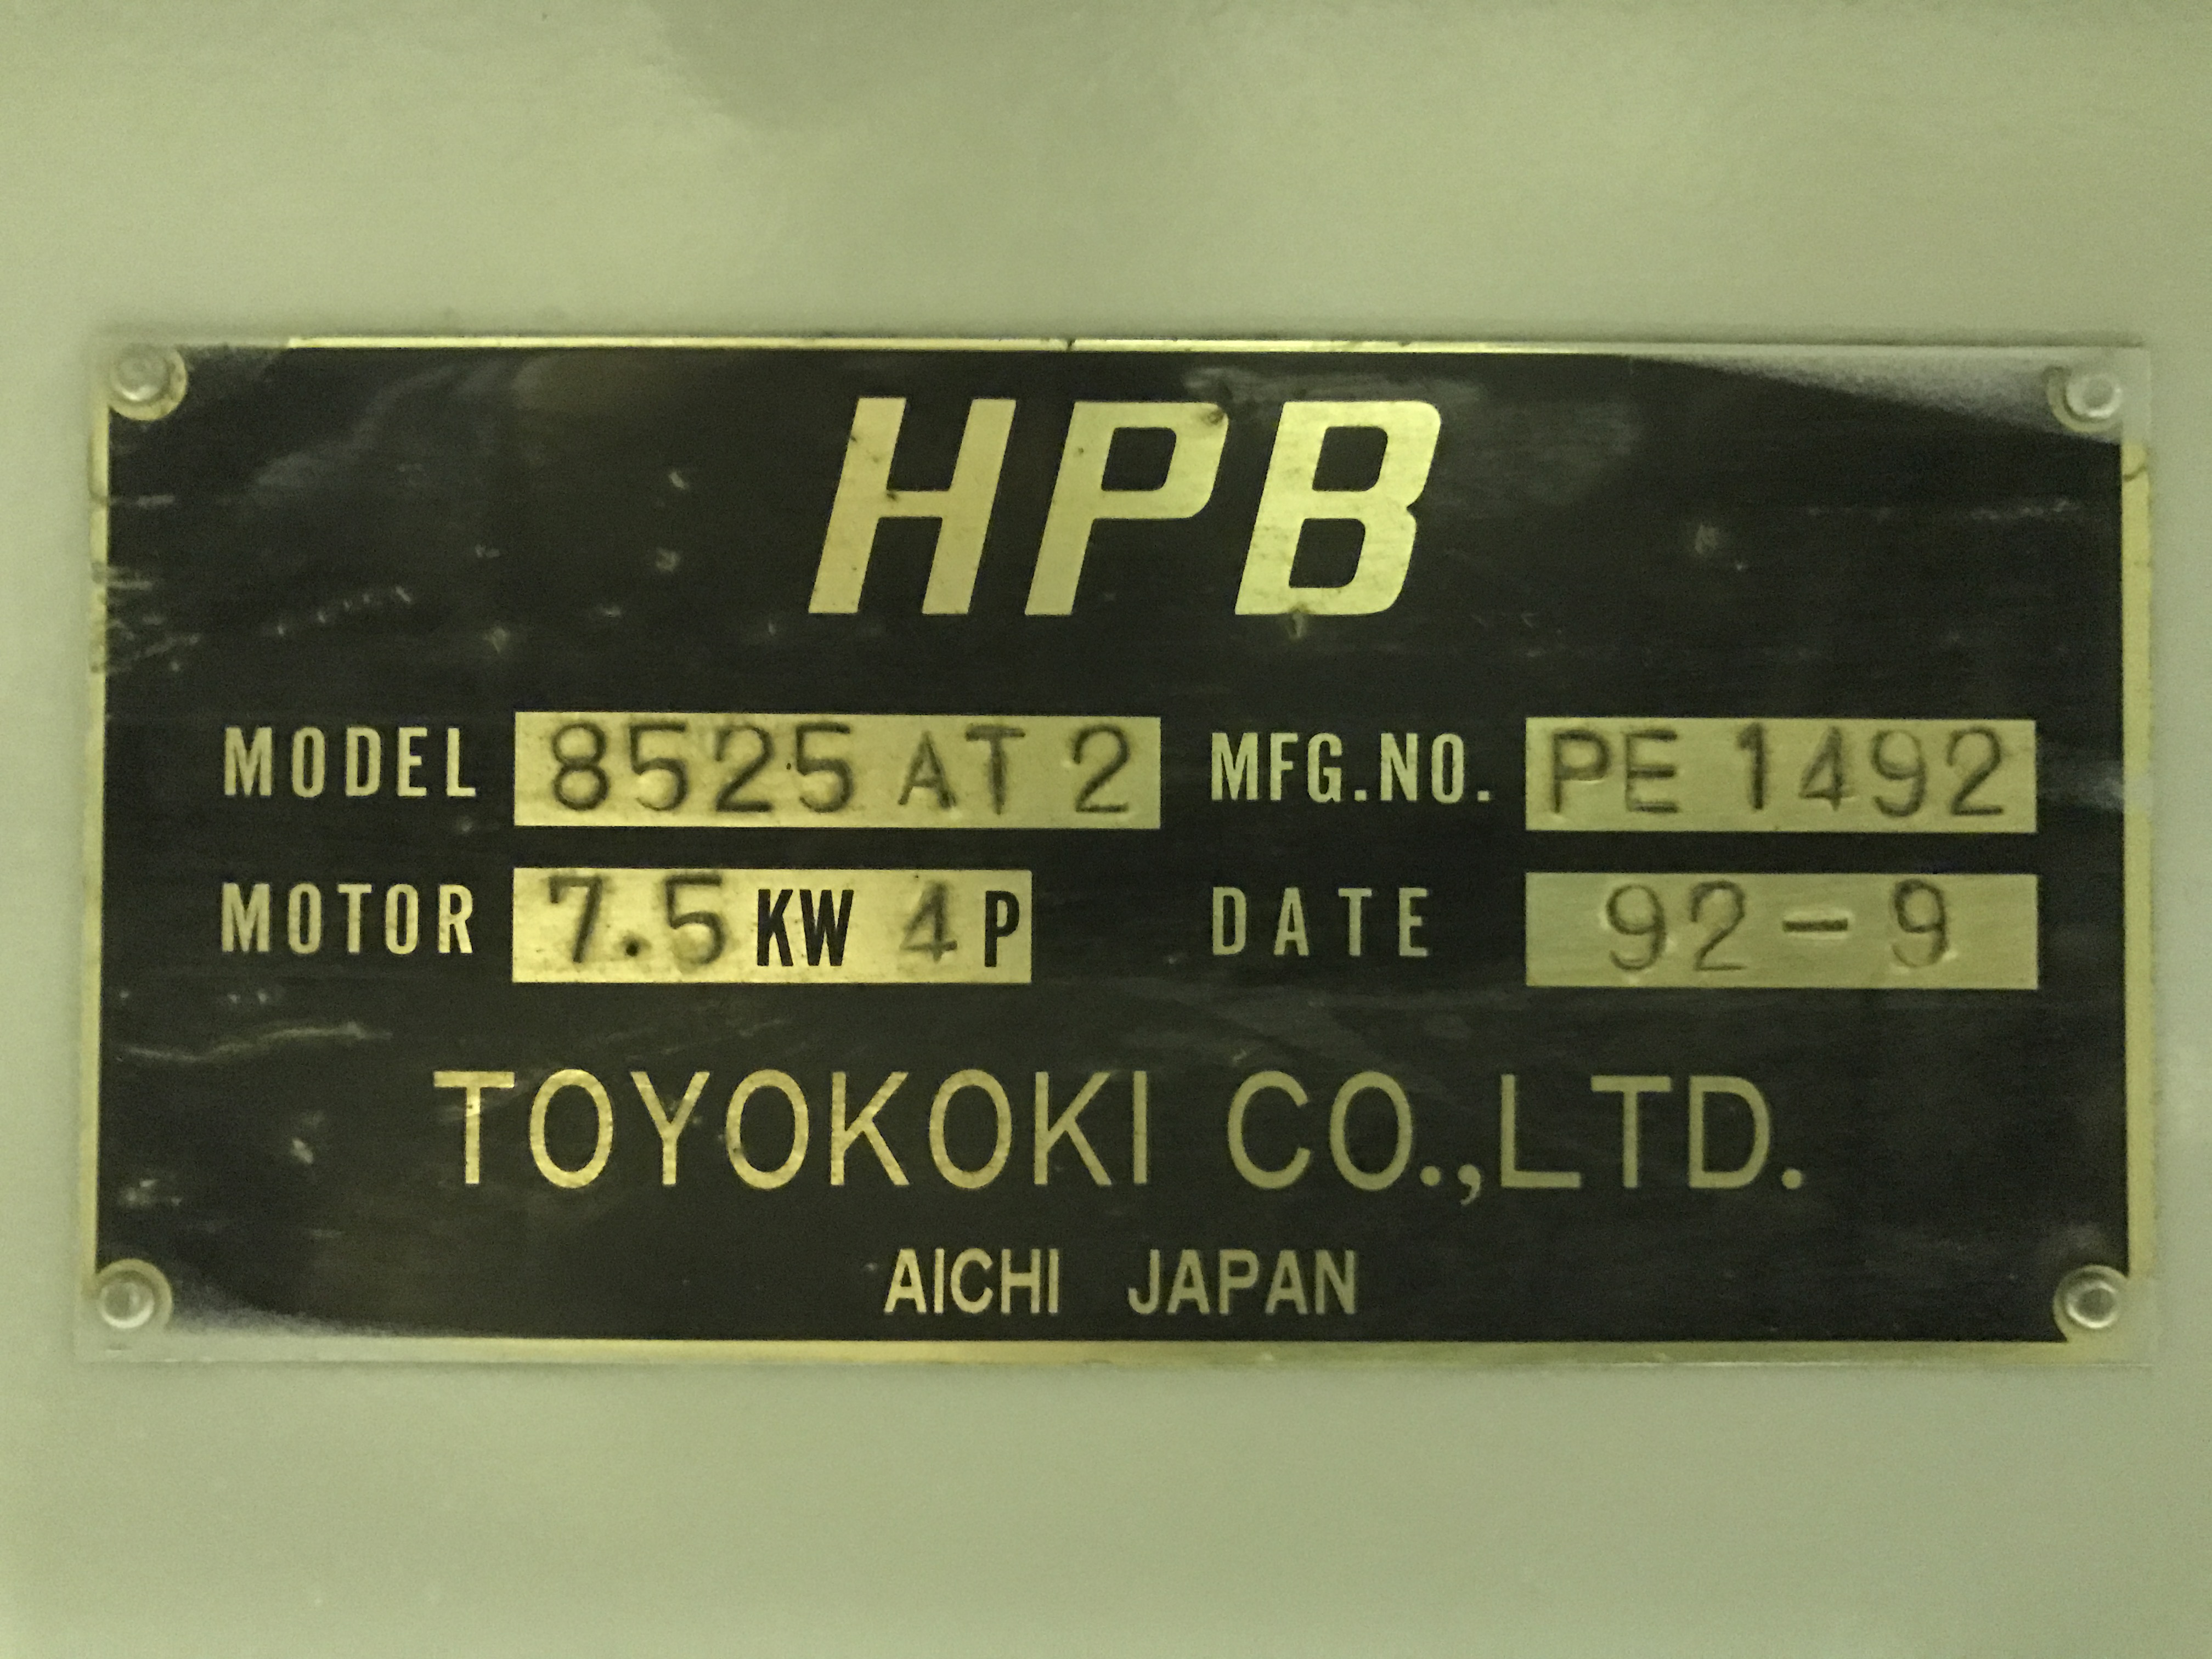 HPB
MODEL 8525 AT 2 MFG.NO. PE 1492
MOTOR 7.5 KW 4 P DATE 92-9
TOYOKOKI CO.,LTD.
AICHI JAPAN